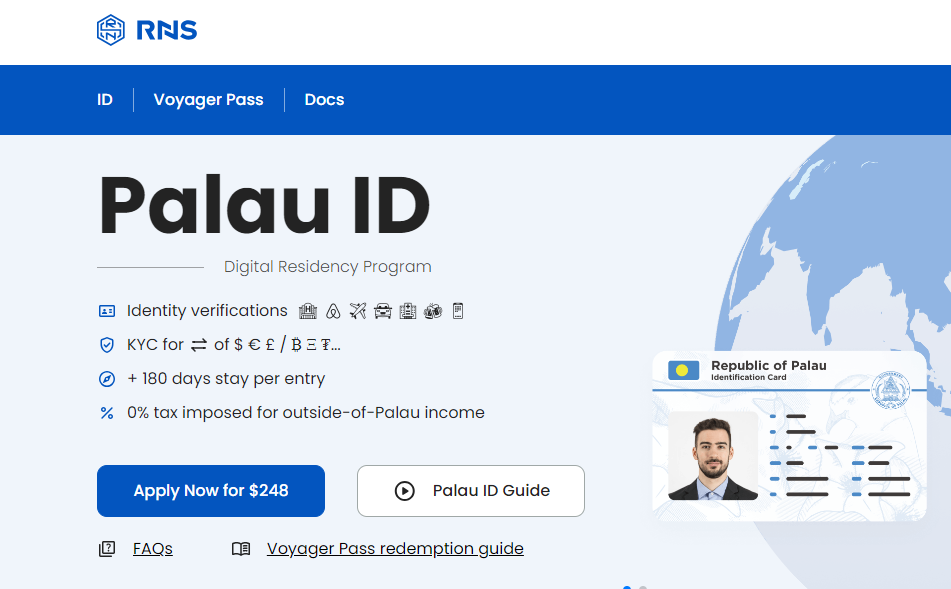 RNS
ID
Voyager Pass
Docs
Palau ID
Digital Residency Program
Identity verifications
KYC for ⇄ of $ € £ / ₿ Ξ ₮...
+ 180 days stay per entry
0% tax imposed for outside-of-Palau income
Apply Now for $248
Palau ID Guide
FAQs
Voyager Pass redemption guide
Republic of Palau
Identification Card